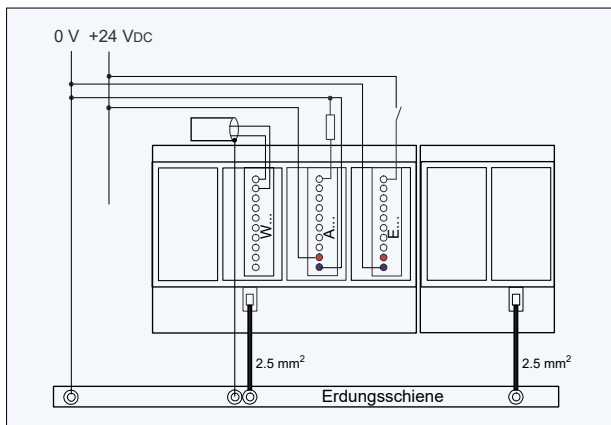 0 V +24 VDC
W...
A...
E...
2.5 mm²
2.5 mm²
Erdungsschiene